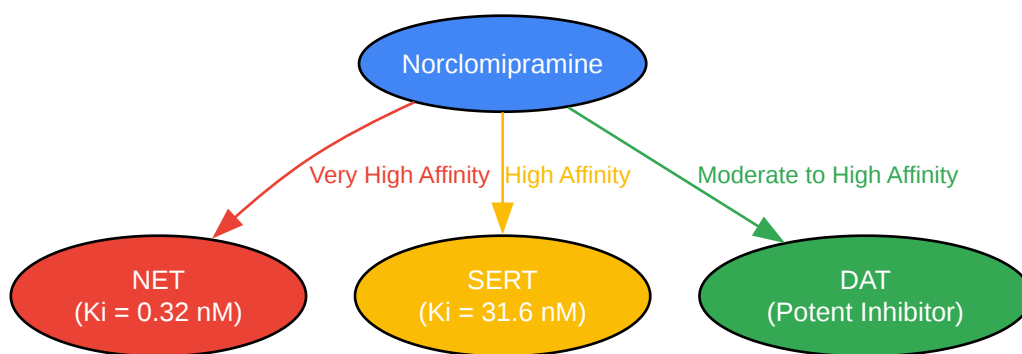 Norclomipramine
Very High Affinity
High Affinity
Moderate to High Affinity
NET
(Ki = 0.32 nM)
SERT
(Ki = 31.6 nM)
DAT
(Potent Inhibitor)